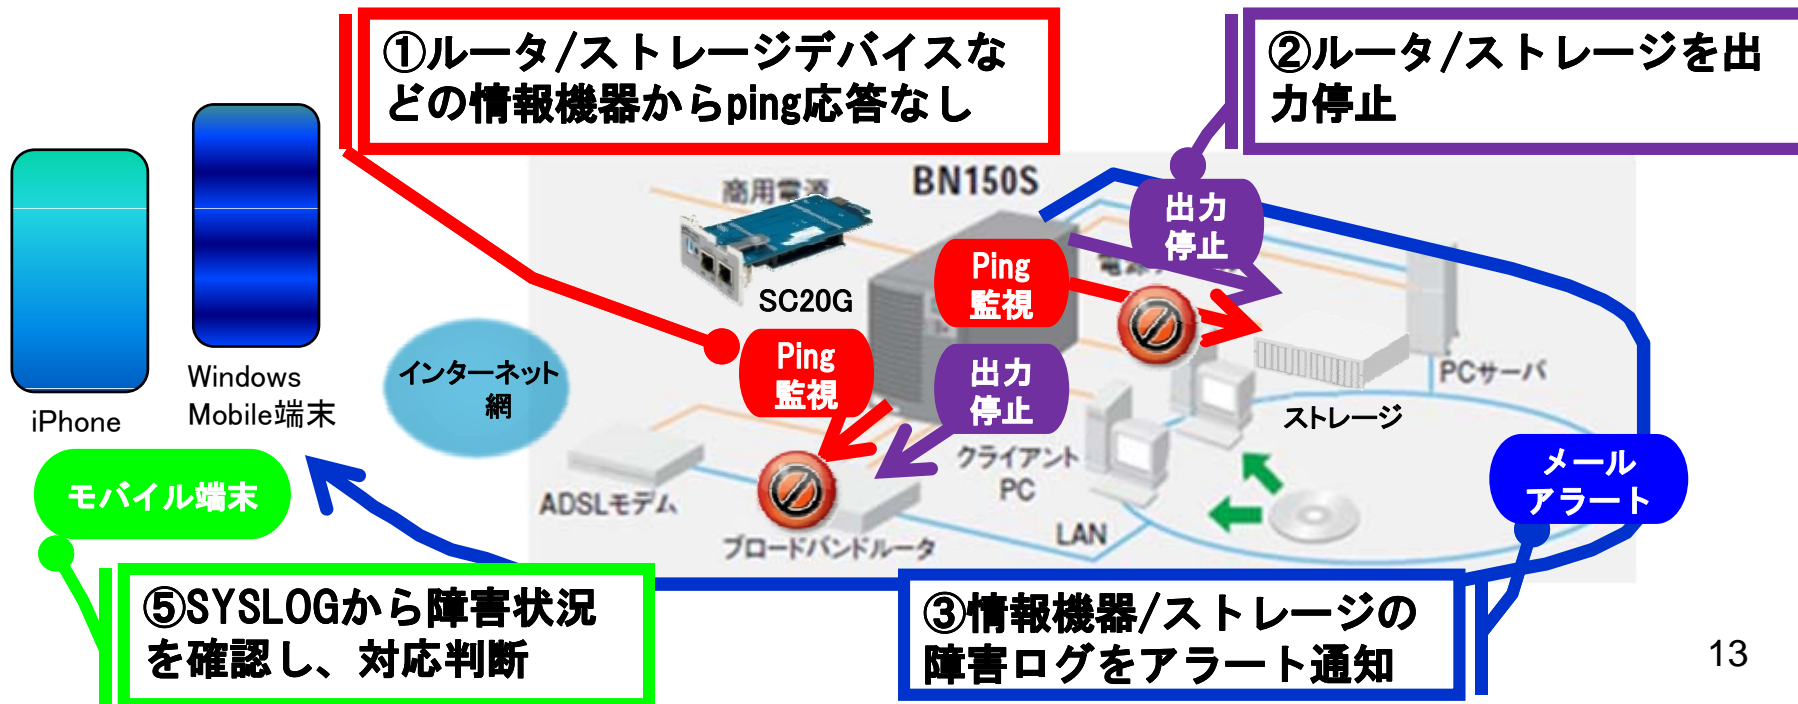 ①ルータ/ストレージデバイスな
どの情報機器からping応答なし
②ルータ/ストレージを出
力停止
商用電源
BN150S
出力
停止
SC20G
Ping
監視
Ping
監視
出力
停止
インターネット
網
iPhone
Windows
Mobile端末
モバイル端末
ADSLモデム
ブロードバンドルータ
クライアント
PC
LAN
ストレージ
PCサーバ
メール
アラート
⑤SYSLOGから障害状況
を確認し、対応判断
③情報機器/ストレージの
障害ログをアラート通知
13